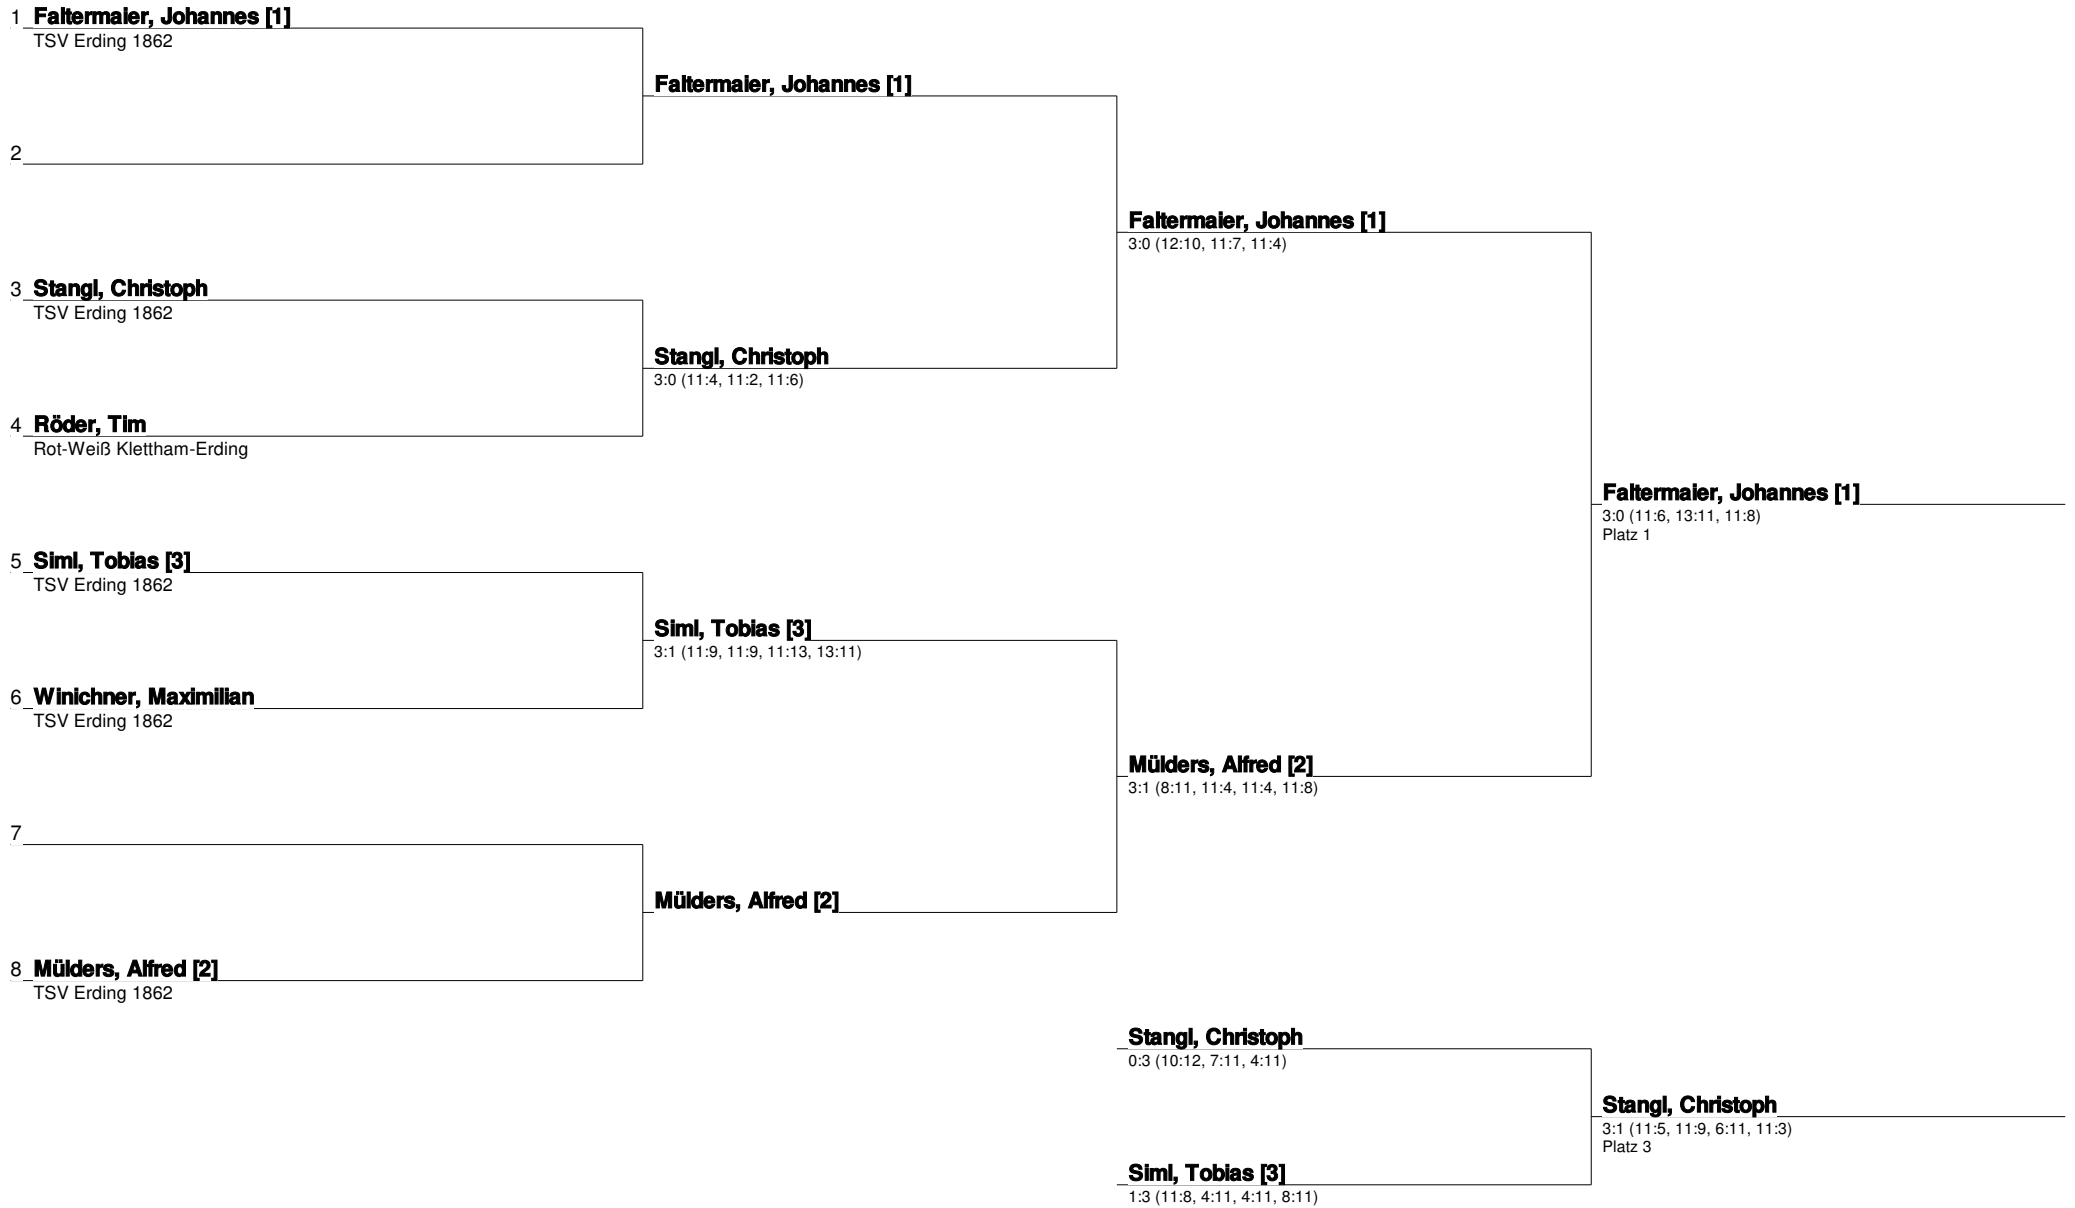 1 Faltermaier, Johannes [1]
TSV Erding 1862
Faltermaier, Johannes [1]
2
Faltermaier, Johannes [1]
3:0 (12:10, 11:7, 11:4)
3 Stangl, Christoph
TSV Erding 1862
Stangl, Christoph
3:0 (11:4, 11:2, 11:6)
4 Röder, Tim
Rot-Weiß Klettham-Erding
Faltermaier, Johannes [1]
3:0 (11:6, 13:11, 11:8)
Platz 1
5 Siml, Tobias [3]
TSV Erding 1862
Siml, Tobias [3]
3:1 (11:9, 11:9, 11:13, 13:11)
6 Winichner, Maximilian
TSV Erding 1862
Mülders, Alfred [2]
3:1 (8:11, 11:4, 11:4, 11:8)
7
Mülders, Alfred [2]
8 Mülders, Alfred [2]
TSV Erding 1862
Stangl, Christoph
0:3 (10:12, 7:11, 4:11)
Stangl, Christoph
3:1 (11:5, 11:9, 6:11, 11:3)
Platz 3
Siml, Tobias [3]
1:3 (11:8, 4:11, 4:11, 8:11)